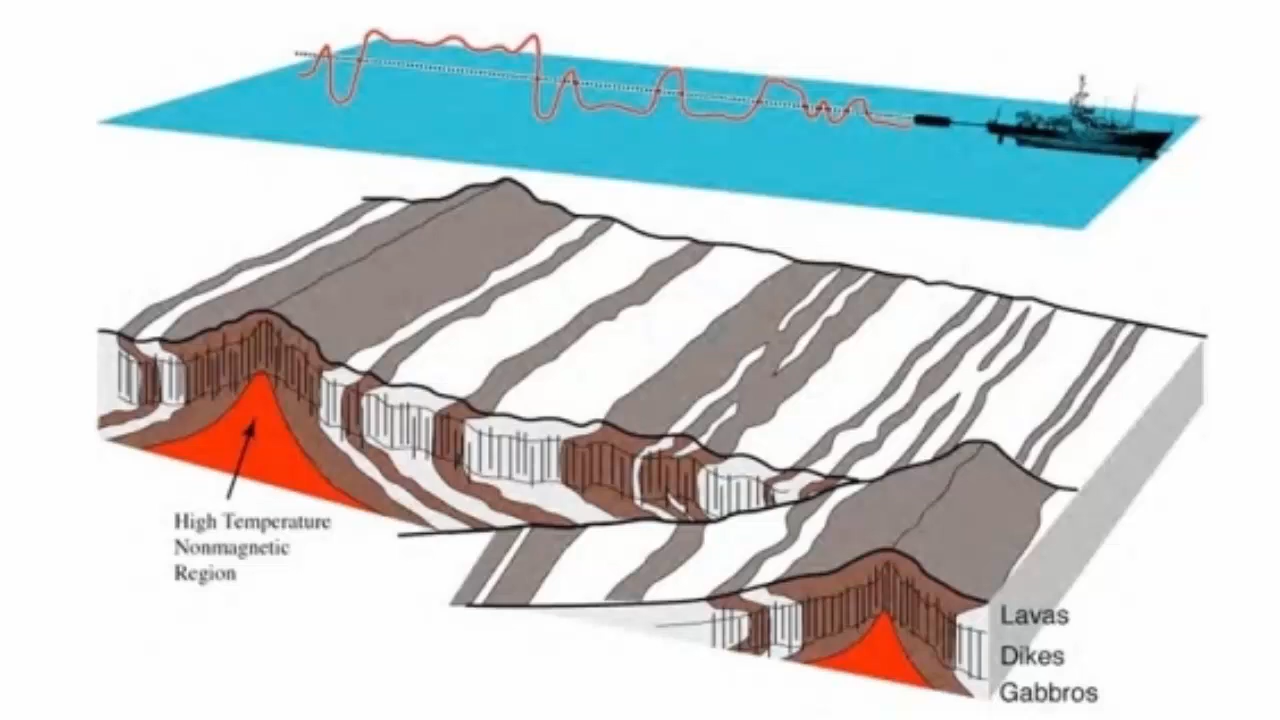 High Temperature
Nonmagnetic
Region
Lavas
Dikes
Gabbros